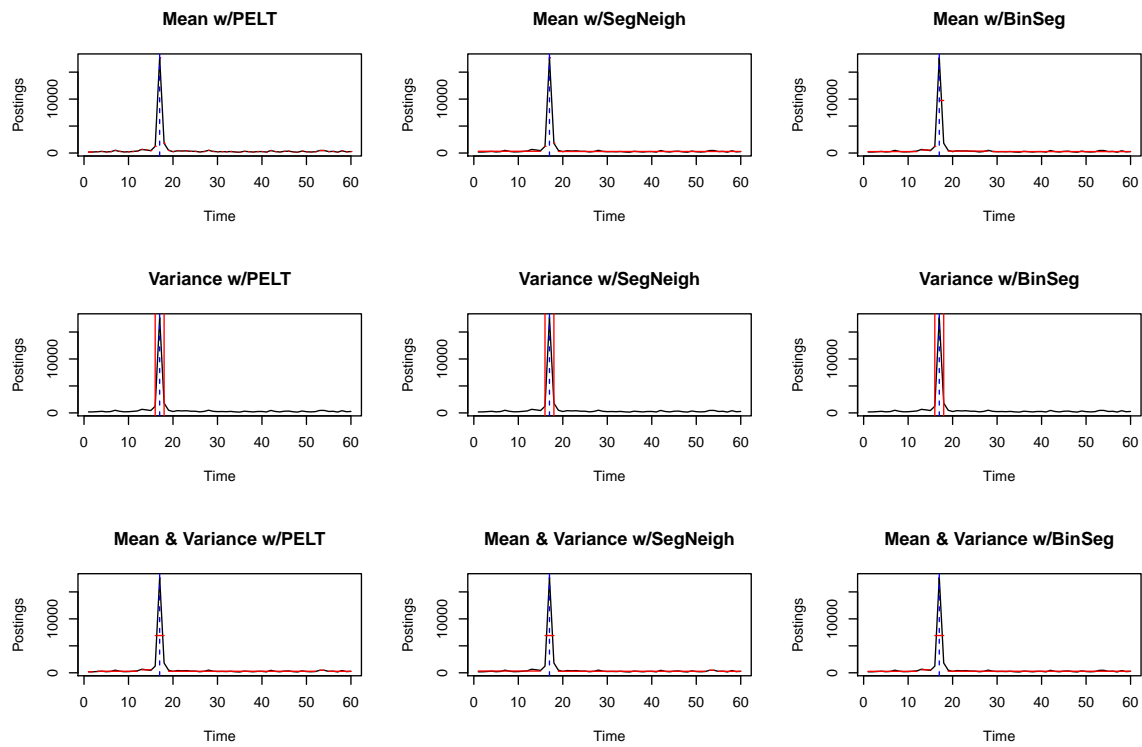 Mean w/PELT
Mean w/SegNeigh
Mean w/BinSeg
Postings
0
10000
0 10 20 30 40 50 60
Time
Postings
0
10000
0 10 20 30 40 50 60
Time
Postings
0
10000
0 10 20 30 40 50 60
Time
Variance w/PELT
Variance w/SegNeigh
Variance w/BinSeg
Postings
0
10000
0 10 20 30 40 50 60
Time
Postings
0
10000
0 10 20 30 40 50 60
Time
Postings
0
10000
0 10 20 30 40 50 60
Time
Mean & Variance w/PELT
Mean & Variance w/SegNeigh
Mean & Variance w/BinSeg
Postings
0
10000
0 10 20 30 40 50 60
Time
Postings
0
10000
0 10 20 30 40 50 60
Time
Postings
0
10000
0 10 20 30 40 50 60
Time